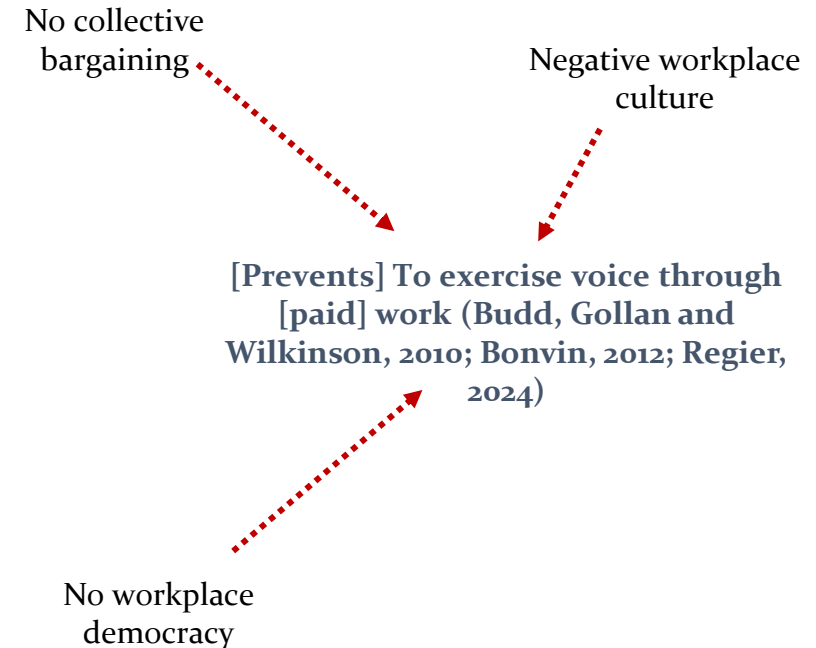 No collective
bargaining
Negative workplace
culture
[Prevents] To exercise voice through
[paid] work (Budd, Gollan and
Wilkinson, 2010; Bonvin, 2012; Regier,
2024)
No workplace
democracy